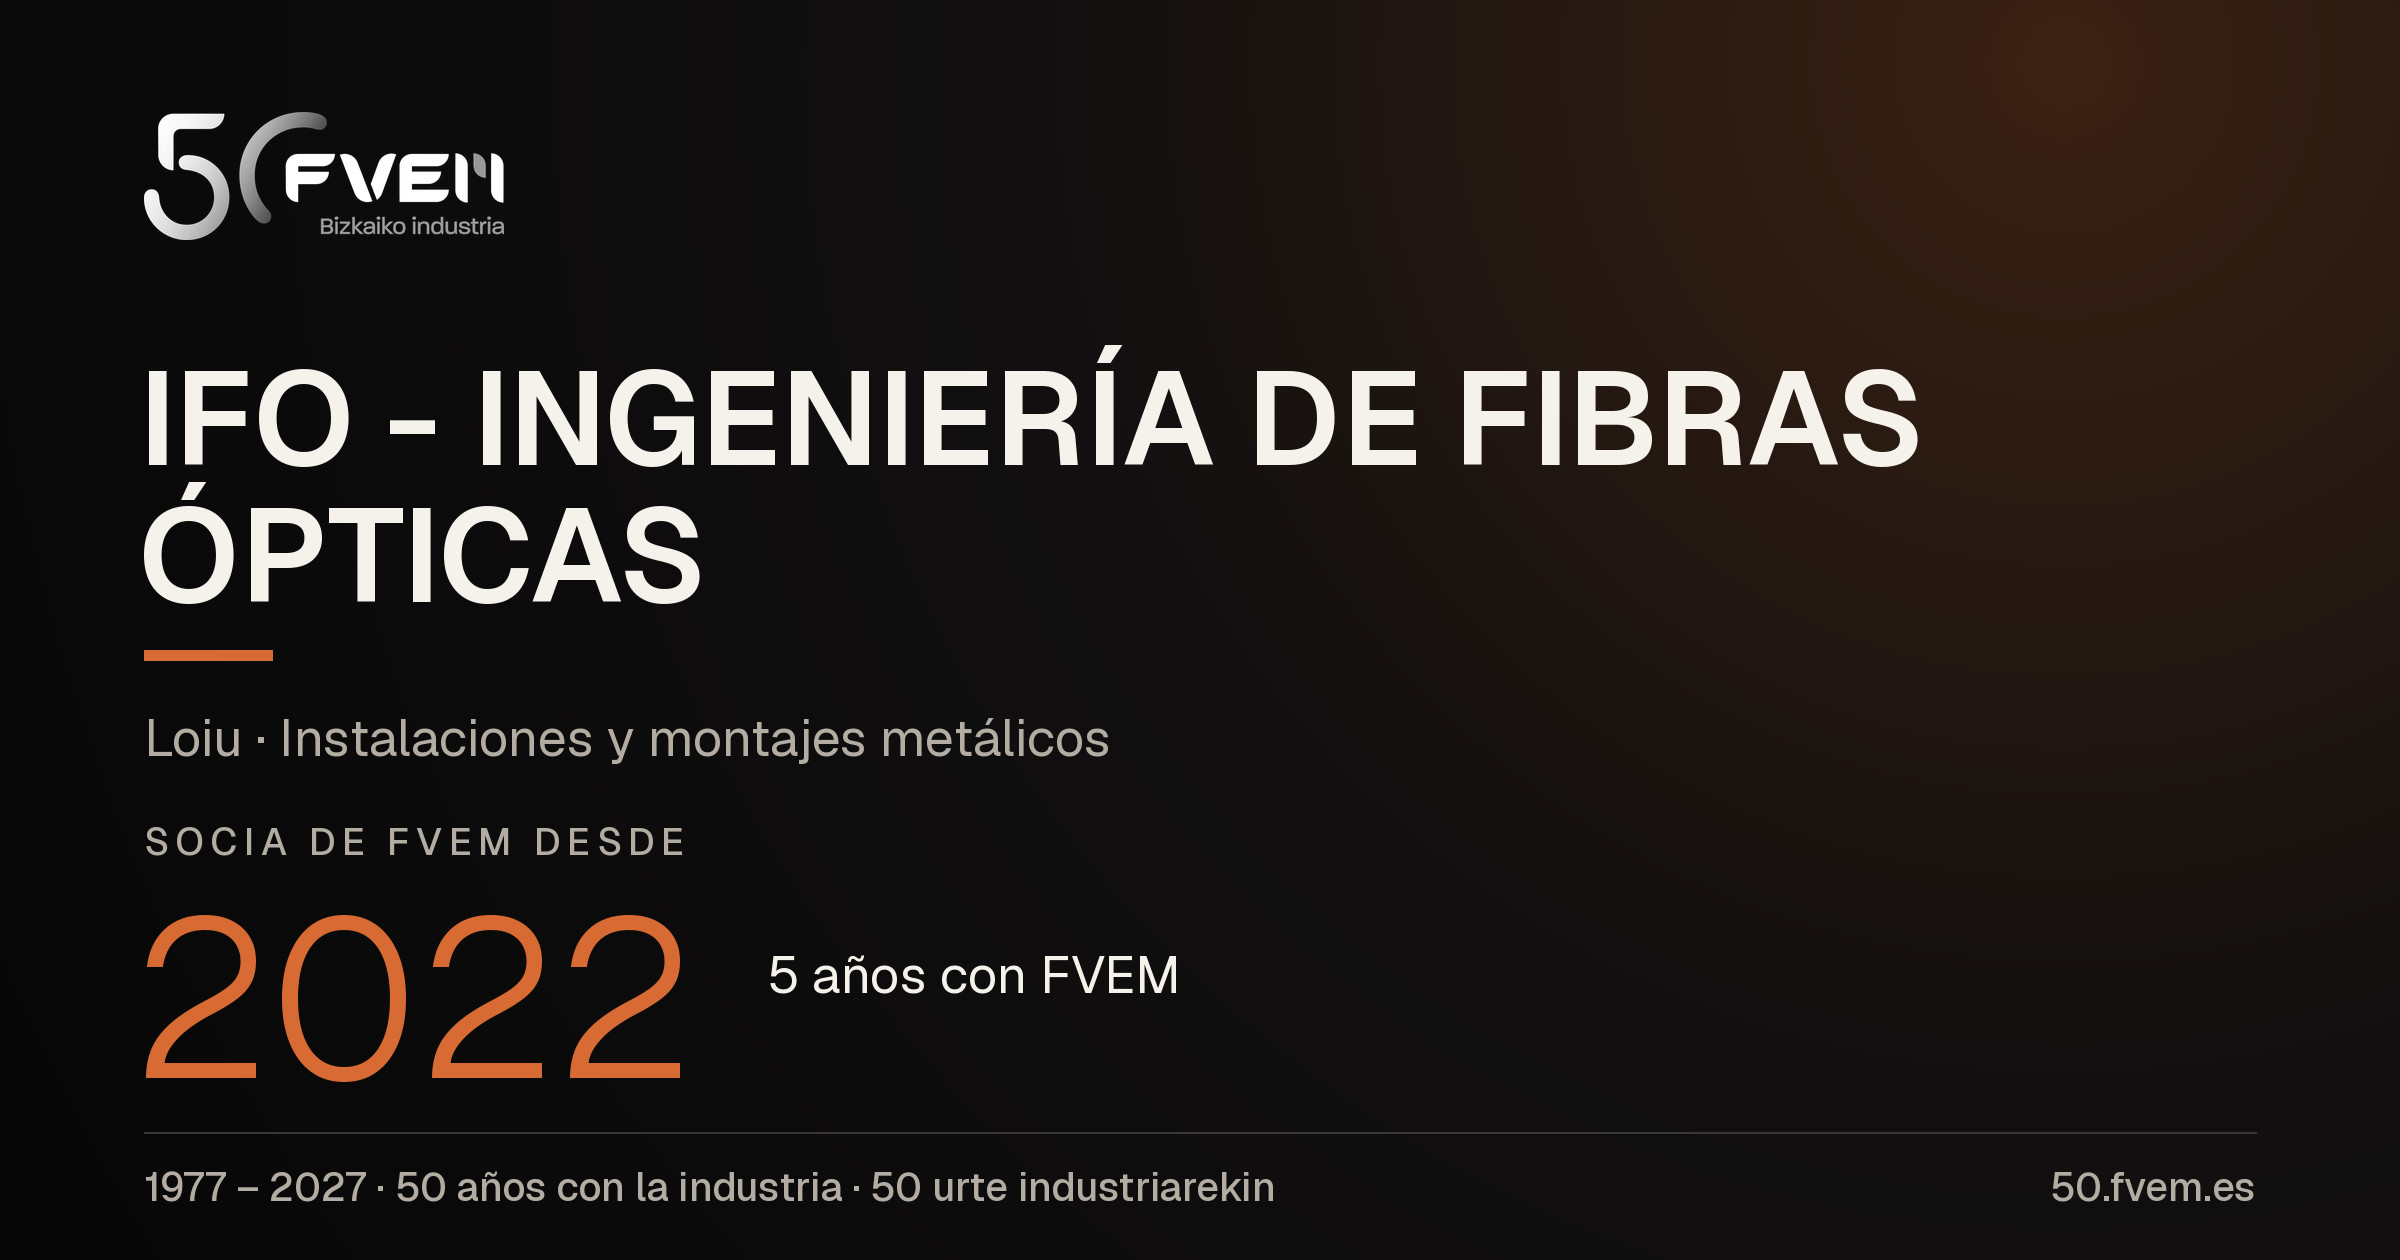 50 FVEM
Bizkaiko industria
IFO - INGENIERÍA DE FIBRAS
ÓPTICAS
Loiu · Instalaciones y montajes metálicos
SOCIA DE FVEM DESDE
2022
5 años con FVEM
1977 – 2027 · 50 años con la industria · 50 urte industriarekin
50.fvem.es